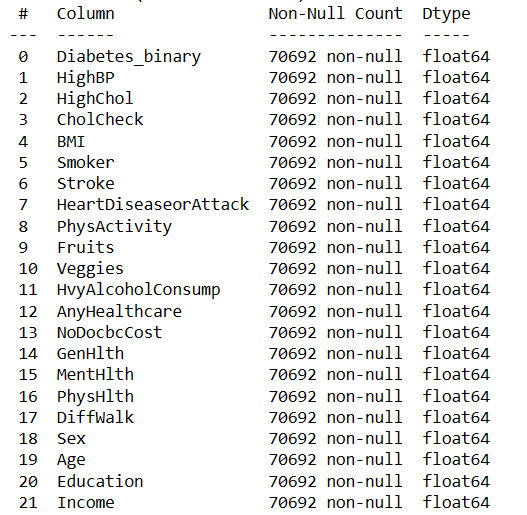 #   Column                Non-Null Count  Dtype
---  ------                --------------  -----
0   Diabetes_binary       70692 non-null  float64
1   HighBP                70692 non-null  float64
2   HighChol              70692 non-null  float64
3   CholCheck             70692 non-null  float64
4   BMI                   70692 non-null  float64
5   Smoker                70692 non-null  float64
6   Stroke                70692 non-null  float64
7   HeartDiseaseorAttack  70692 non-null  float64
8   PhysActivity          70692 non-null  float64
9   Fruits                70692 non-null  float64
10  Veggies               70692 non-null  float64
11  HvyAlcoholConsump     70692 non-null  float64
12  AnyHealthcare         70692 non-null  float64
13  NoDocbcCost           70692 non-null  float64
14  GenHlth               70692 non-null  float64
15  MentHlth              70692 non-null  float64
16  PhysHlth              70692 non-null  float64
17  DiffWalk              70692 non-null  float64
18  Sex                   70692 non-null  float64
19  Age                   70692 non-null  float64
20  Education             70692 non-null  float64
21  Income                70692 non-null  float64